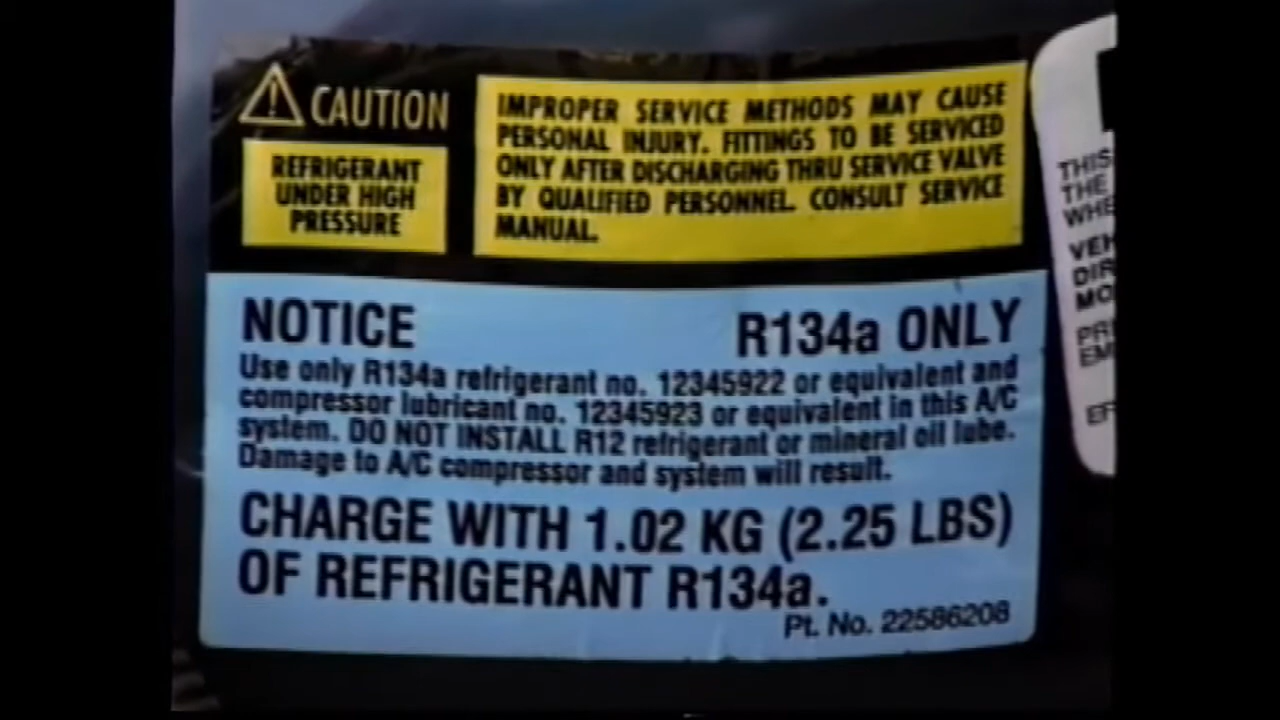 CAUTION
REFRIGERANT
UNDER HIGH
PRESSURE
IMPROPER SERVICE METHODS MAY CAUSE
PERSONAL INJURY. FITTINGS TO BE SERVICED
ONLY AFTER DISCHARGING THRU SERVICE VALVE
BY QUALIFIED PERSONNEL. CONSULT SERVICE
MANUAL.
NOTICE R134a ONLY
Use only R134a refrigerant no. 12345922 or equivalent and
compressor lubricant no. 12345923 or equivalent in this A/C
system. DO NOT INSTALL R12 refrigerant or mineral oil lube.
Damage to A/C compressor and system will result.
CHARGE WITH 1.02 KG (2.25 LBS)
OF REFRIGERANT R134a.
Pt. No. 22586208
THIS
THE